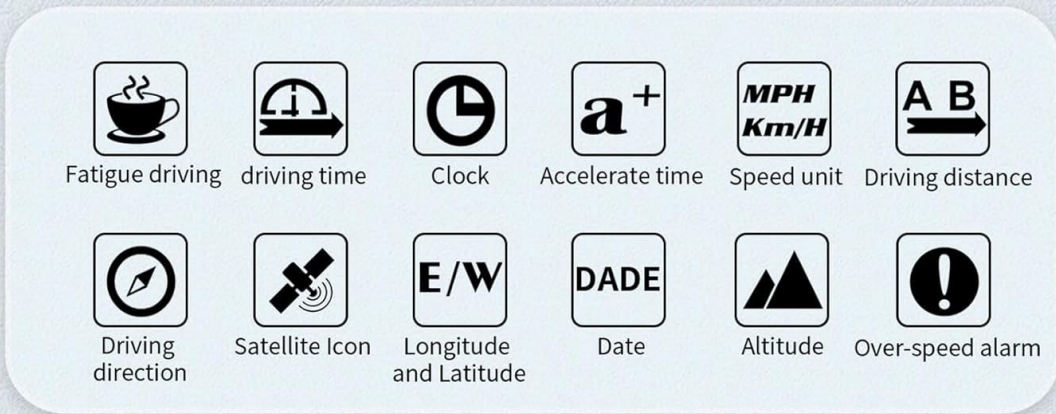 a+
MPH
Km/H
A B
Fatigue driving
driving time
Clock
Accelerate time
Speed unit
Driving distance
E/W
DADE
Driving
direction
Satellite Icon
Longitude
and Latitude
Date
Altitude
Over-speed alarm